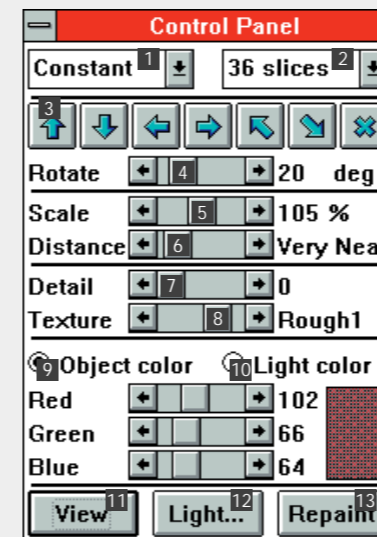 Control Panel
Constant 1 36 slices 2
3
Rotate 4 20 deg
Scale 5 105 %
Distance 6 Very Nea
Detail 7 0
Texture 8 Rough1
9 Object color 10 Light color
Red 102
Green 66
Blue 64
View 11 Light... 12 Repaint 13